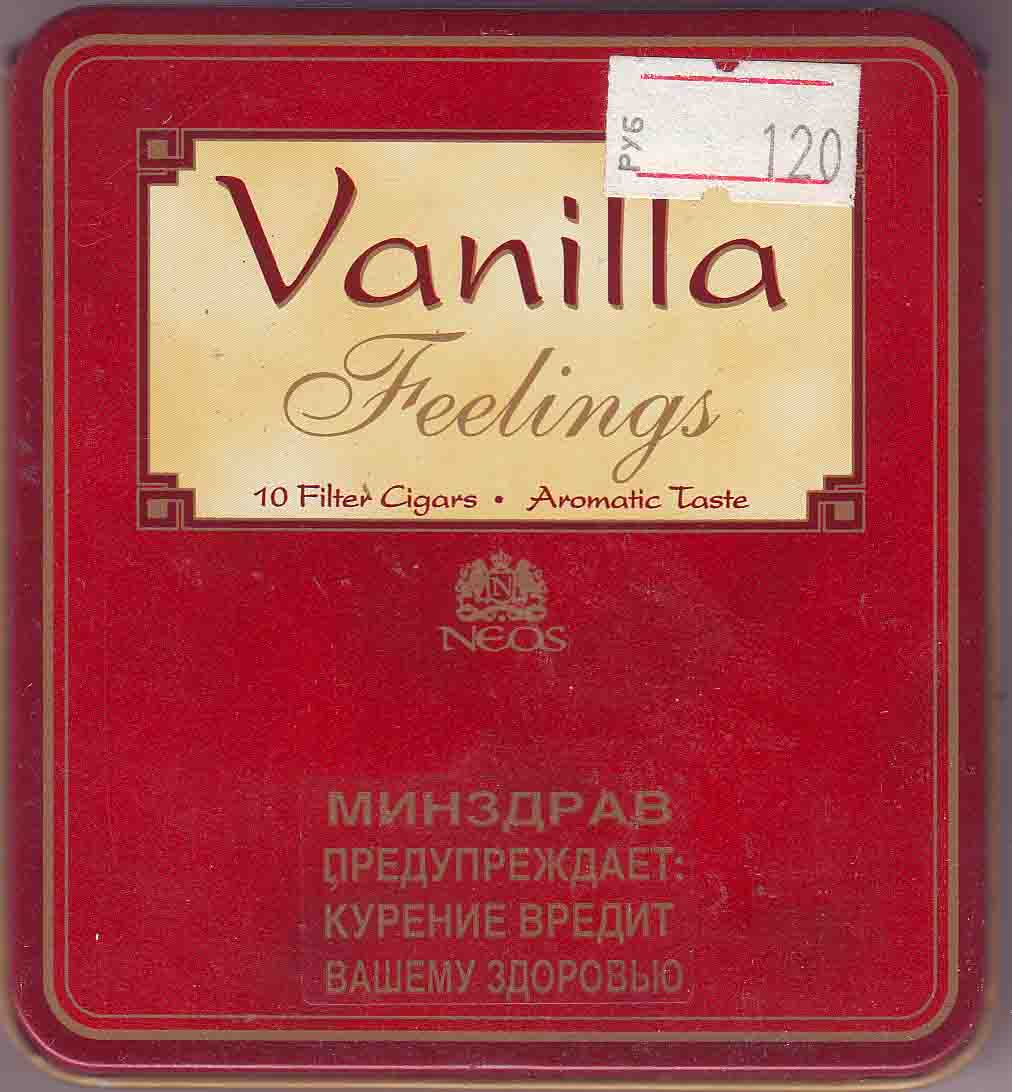 РУБ 120
Vanilla
Feelings
10 Filter Cigars • Aromatic Taste
N
NEOS
МИНЗДРАВ
ПРЕДУПРЕЖДАЕТ:
КУРЕНИЕ ВРЕДИТ
ВАШЕМУ ЗДОРОВЬЮ